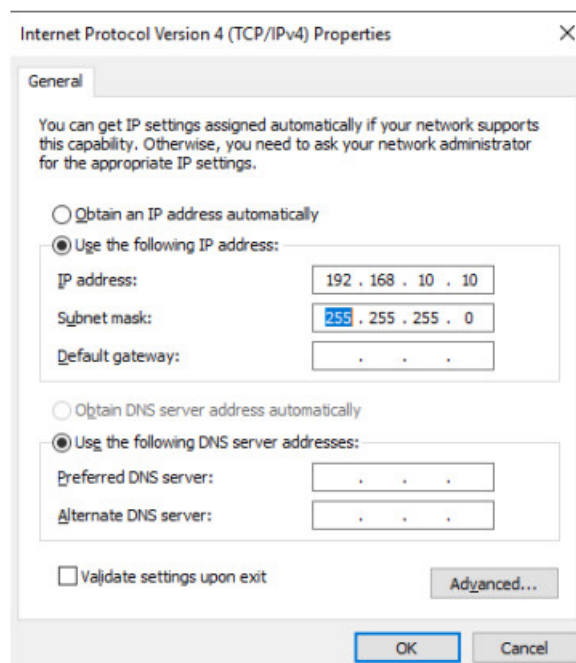 Internet Protocol Version 4 (TCP/IPv4) Properties
General
You can get IP settings assigned automatically if your network supports
this capability. Otherwise, you need to ask your network administrator
for the appropriate IP settings.
Obtain an IP address automatically
Use the following IP address:
IP address: 192 . 168 . 10 . 10
Subnet mask: 255 . 255 . 255 . 0
Default gateway: . . .
Obtain DNS server address automatically
Use the following DNS server addresses:
Preferred DNS server: . . .
Alternate DNS server: . . .
Validate settings upon exit
Advanced...
OK Cancel